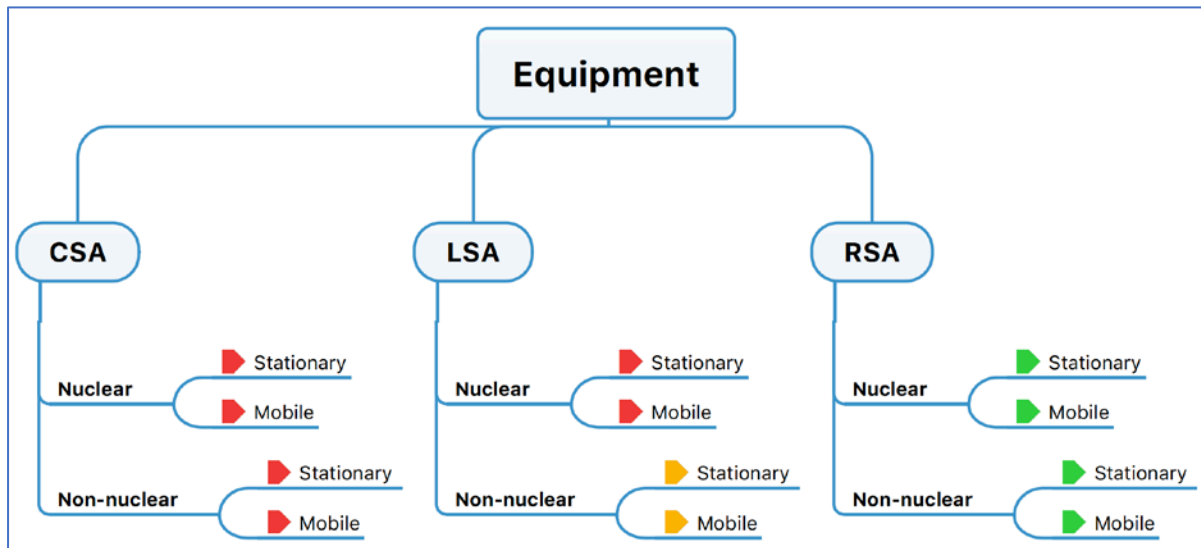 Equipment
CSA
LSA
RSA
Stationary
Nuclear
Mobile
Stationary
Non-nuclear
Mobile
Stationary
Nuclear
Mobile
Stationary
Non-nuclear
Mobile
Stationary
Nuclear
Mobile
Stationary
Non-nuclear
Mobile